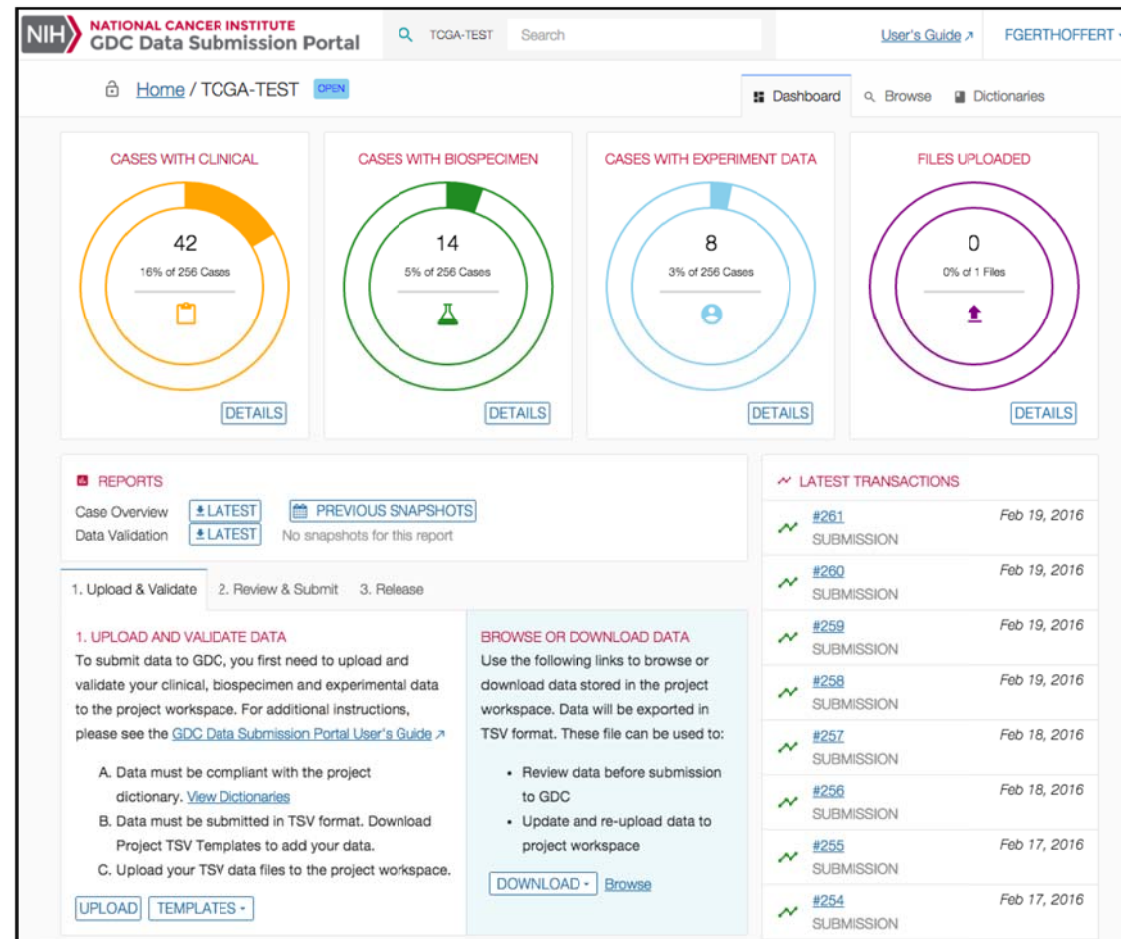 NIH NATIONAL CANCER INSTITUTE
GDC Data Submission Portal
TCGA-TEST Search
User's Guide
FGERTHOFFERT
Home / TCGA-TEST OPEN
Dashboard Browse Dictionaries
CASES WITH CLINICAL
42
16% of 256 Cases
DETAILS
CASES WITH BIOSPECIMEN
14
5% of 256 Cases
DETAILS
CASES WITH EXPERIMENT DATA
8
3% of 256 Cases
DETAILS
FILES UPLOADED
0
0% of 1 Files
DETAILS
REPORTS
Case Overview LATEST PREVIOUS SNAPSHOTS
Data Validation LATEST No snapshots for this report
1. Upload & Validate 2. Review & Submit 3. Release
1. UPLOAD AND VALIDATE DATA
To submit data to GDC, you first need to upload and
validate your clinical, biospecimen and experimental data
to the project workspace. For additional instructions,
please see the GDC Data Submission Portal User's Guide
A. Data must be compliant with the project
dictionary. View Dictionaries
B. Data must be submitted in TSV format. Download
Project TSV Templates to add your data.
C. Upload your TSV data files to the project workspace.
UPLOAD TEMPLATES
BROWSE OR DOWNLOAD DATA
Use the following links to browse or
download data stored in the project
workspace. Data will be exported in
TSV format. These file can be used to:
• Review data before submission
to GDC
• Update and re-upload data to
project workspace
DOWNLOAD Browse
LATEST TRANSACTIONS
#261 Feb 19, 2016
SUBMISSION
#260 Feb 19, 2016
SUBMISSION
#259 Feb 19, 2016
SUBMISSION
#258 Feb 19, 2016
SUBMISSION
#257 Feb 18, 2016
SUBMISSION
#256 Feb 18, 2016
SUBMISSION
#255 Feb 17, 2016
SUBMISSION
#254 Feb 17, 2016
SUBMISSION